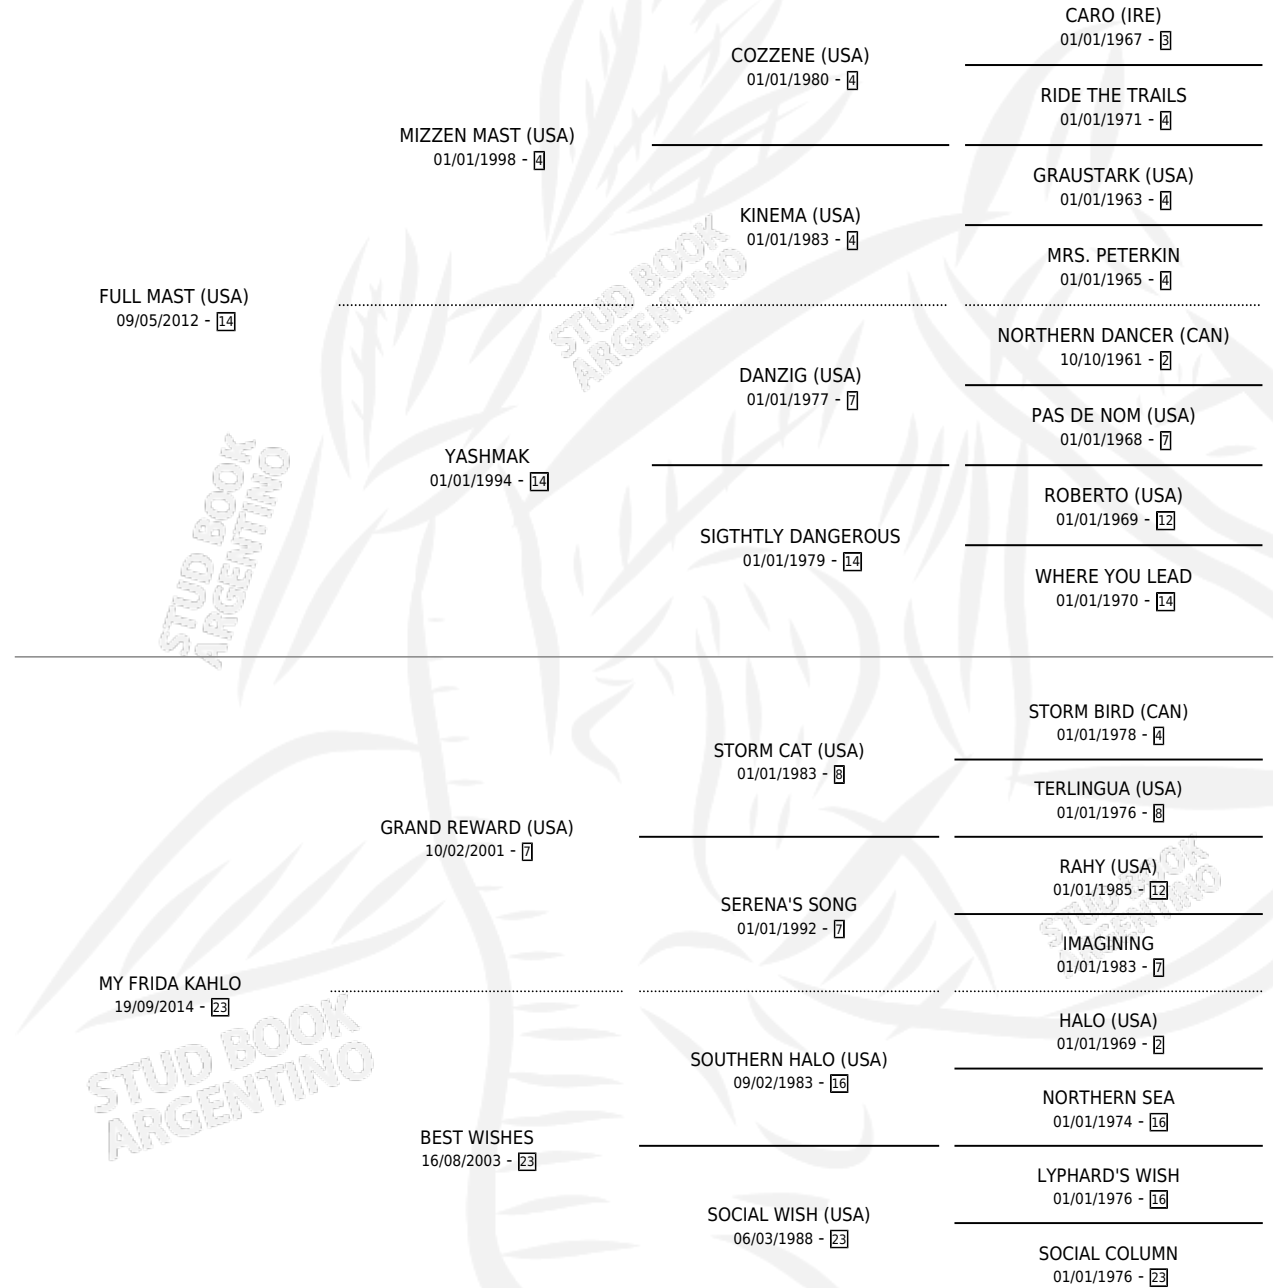 CARO (IRE)
01/01/1967 - 3
COZZENE (USA)
01/01/1980 - 4
RIDE THE TRAILS
01/01/1971 - 4
MIZZEN MAST (USA)
01/01/1998 - 4
GRAUSTARK (USA)
01/01/1963 - 4
KINEMA (USA)
01/01/1983 - 4
MRS. PETERKIN
01/01/1965 - 4
FULL MAST (USA)
09/05/2012 - 14
NORTHERN DANCER (CAN)
10/10/1961 - 2
DANZIG (USA)
01/01/1977 - 7
PAS DE NOM (USA)
01/01/1968 - 7
YASHMAK
01/01/1994 - 14
ROBERTO (USA)
01/01/1969 - 12
SIGTHTLY DANGEROUS
01/01/1979 - 14
WHERE YOU LEAD
01/01/1970 - 14
STUD BOOK
ARGENTINO
STUD BOOK
ARGENTINO
STORM BIRD (CAN)
01/01/1978 - 4
STORM CAT (USA)
01/01/1983 - 8
TERLINGUA (USA)
01/01/1976 - 8
GRAND REWARD (USA)
10/02/2001 - 7
RAHY (USA)
01/01/1985 - 12
SERENA'S SONG
01/01/1992 - 7
IMAGINING
01/01/1983 - 7
MY FRIDA KAHLO
19/09/2014 - 23
HALO (USA)
01/01/1969 - 2
SOUTHERN HALO (USA)
09/02/1983 - 16
NORTHERN SEA
01/01/1974 - 16
BEST WISHES
16/08/2003 - 23
LYPHARD'S WISH
01/01/1976 - 16
SOCIAL WISH (USA)
06/03/1988 - 23
SOCIAL COLUMN
01/01/1976 - 23
STUD BOOK
ARGENTINO
STUD BOOK
ARGENTINO